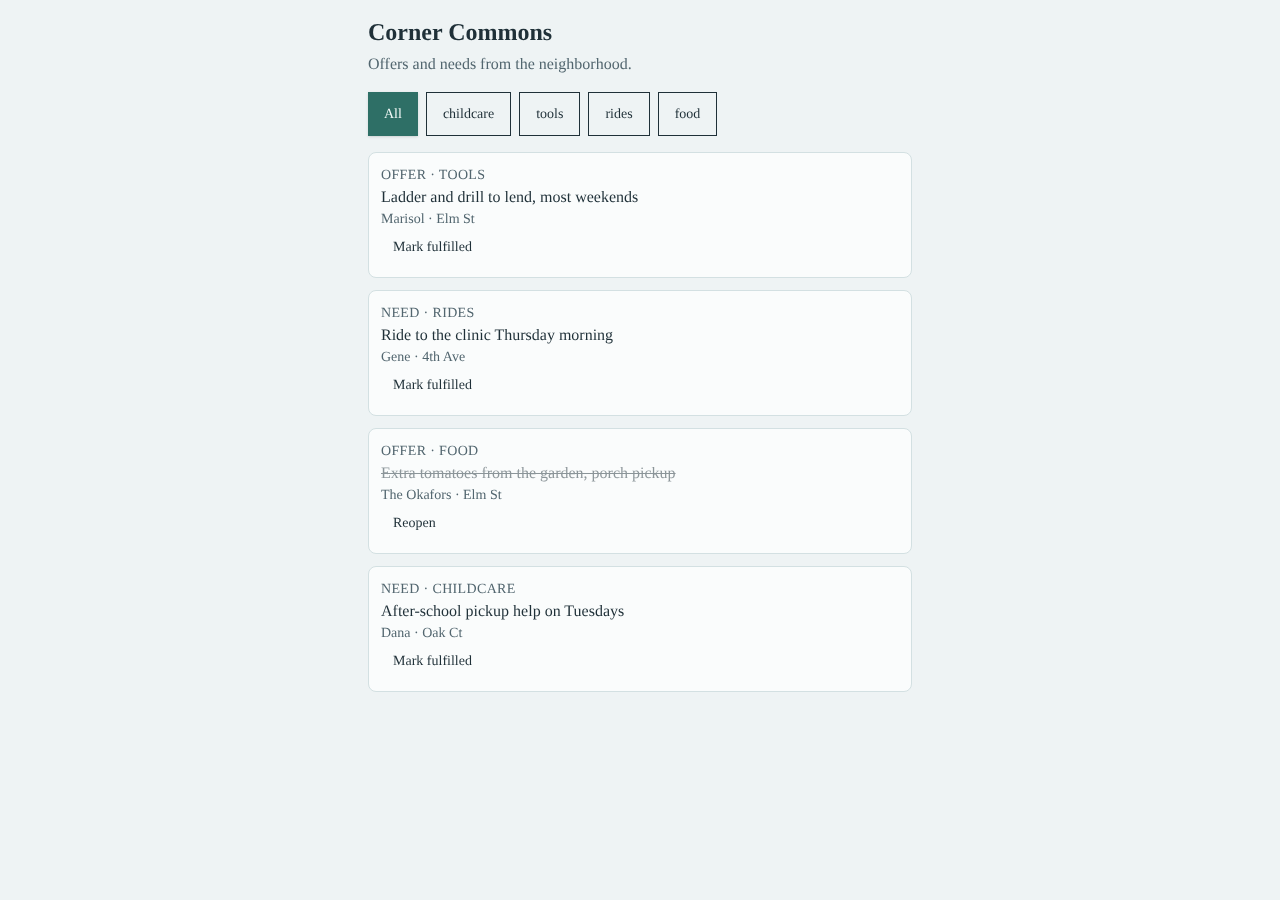 Corner Commons
Offers and needs from the neighborhood.
All childcare tools rides food
OFFER · TOOLS
Ladder and drill to lend, most weekends
Marisol · Elm St
Mark fulfilled
NEED · RIDES
Ride to the clinic Thursday morning
Gene · 4th Ave
Mark fulfilled
OFFER · FOOD
Extra tomatoes from the garden, porch pickup
The Okafors · Elm St
Reopen
NEED · CHILDCARE
After-school pickup help on Tuesdays
Dana · Oak Ct
Mark fulfilled